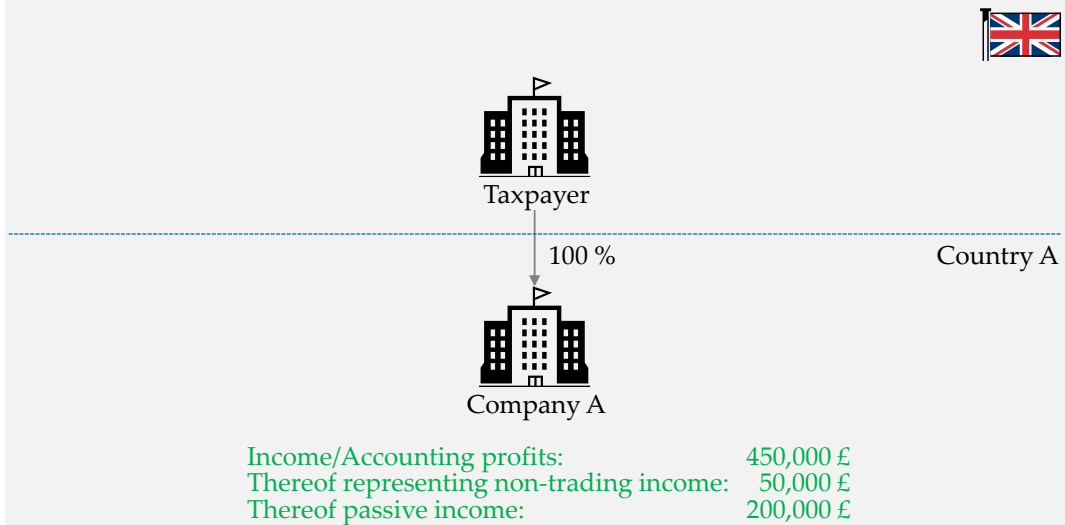 Taxpayer
100 %
Country A
Company A
Income/Accounting profits: 450,000 £
Thereof representing non-trading income: 50,000 £
Thereof passive income: 200,000 £